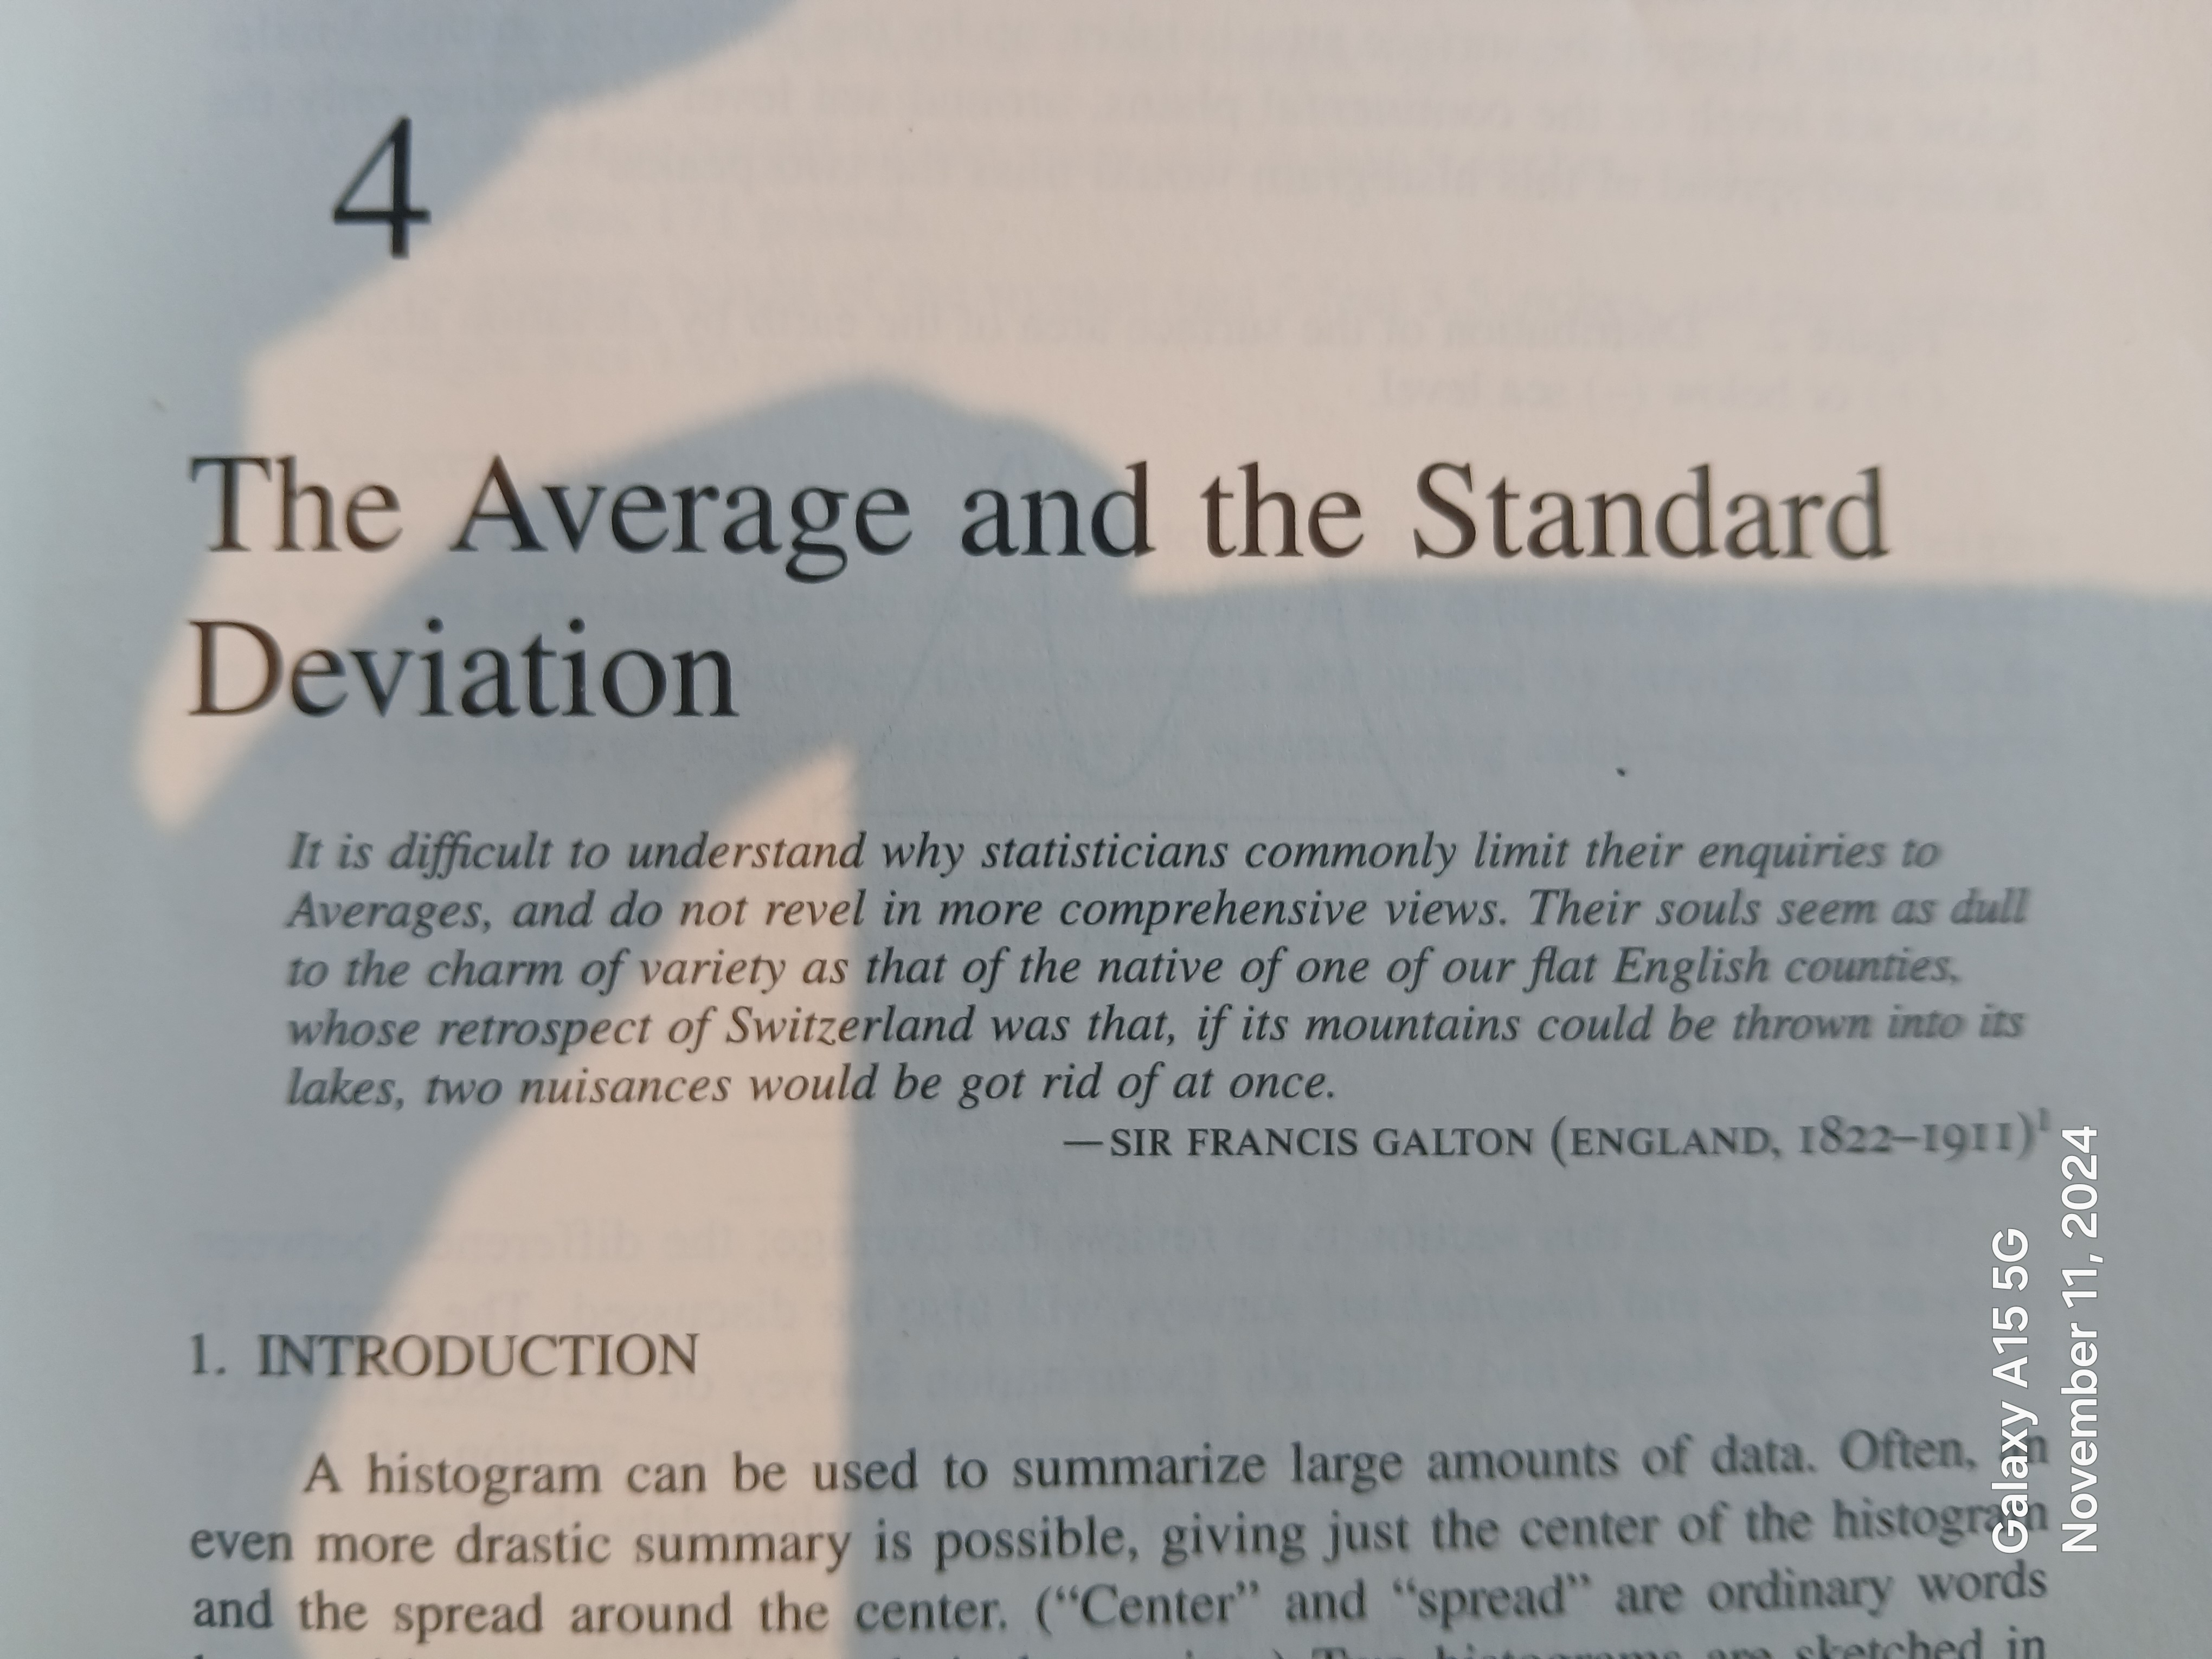 4
The Average and the Standard
Deviation
It is difficult to understand why statisticians commonly limit their enquiries to
Averages, and do not revel in more comprehensive views. Their souls seem as dull
to the charm of variety as that of the native of one of our flat English counties,
whose retrospect of Switzerland was that, if its mountains could be thrown into its
lakes, two nuisances would be got rid of at once.
—SIR FRANCIS GALTON (ENGLAND, 1822–1911)¹
1. INTRODUCTION
A histogram can be used to summarize large amounts of data. Often, an
even more drastic summary is possible, giving just the center of the histogram
and the spread around the center. (“Center” and “spread” are ordinary words
histograms are sketched in
Galaxy A15 5G
November 11, 2024